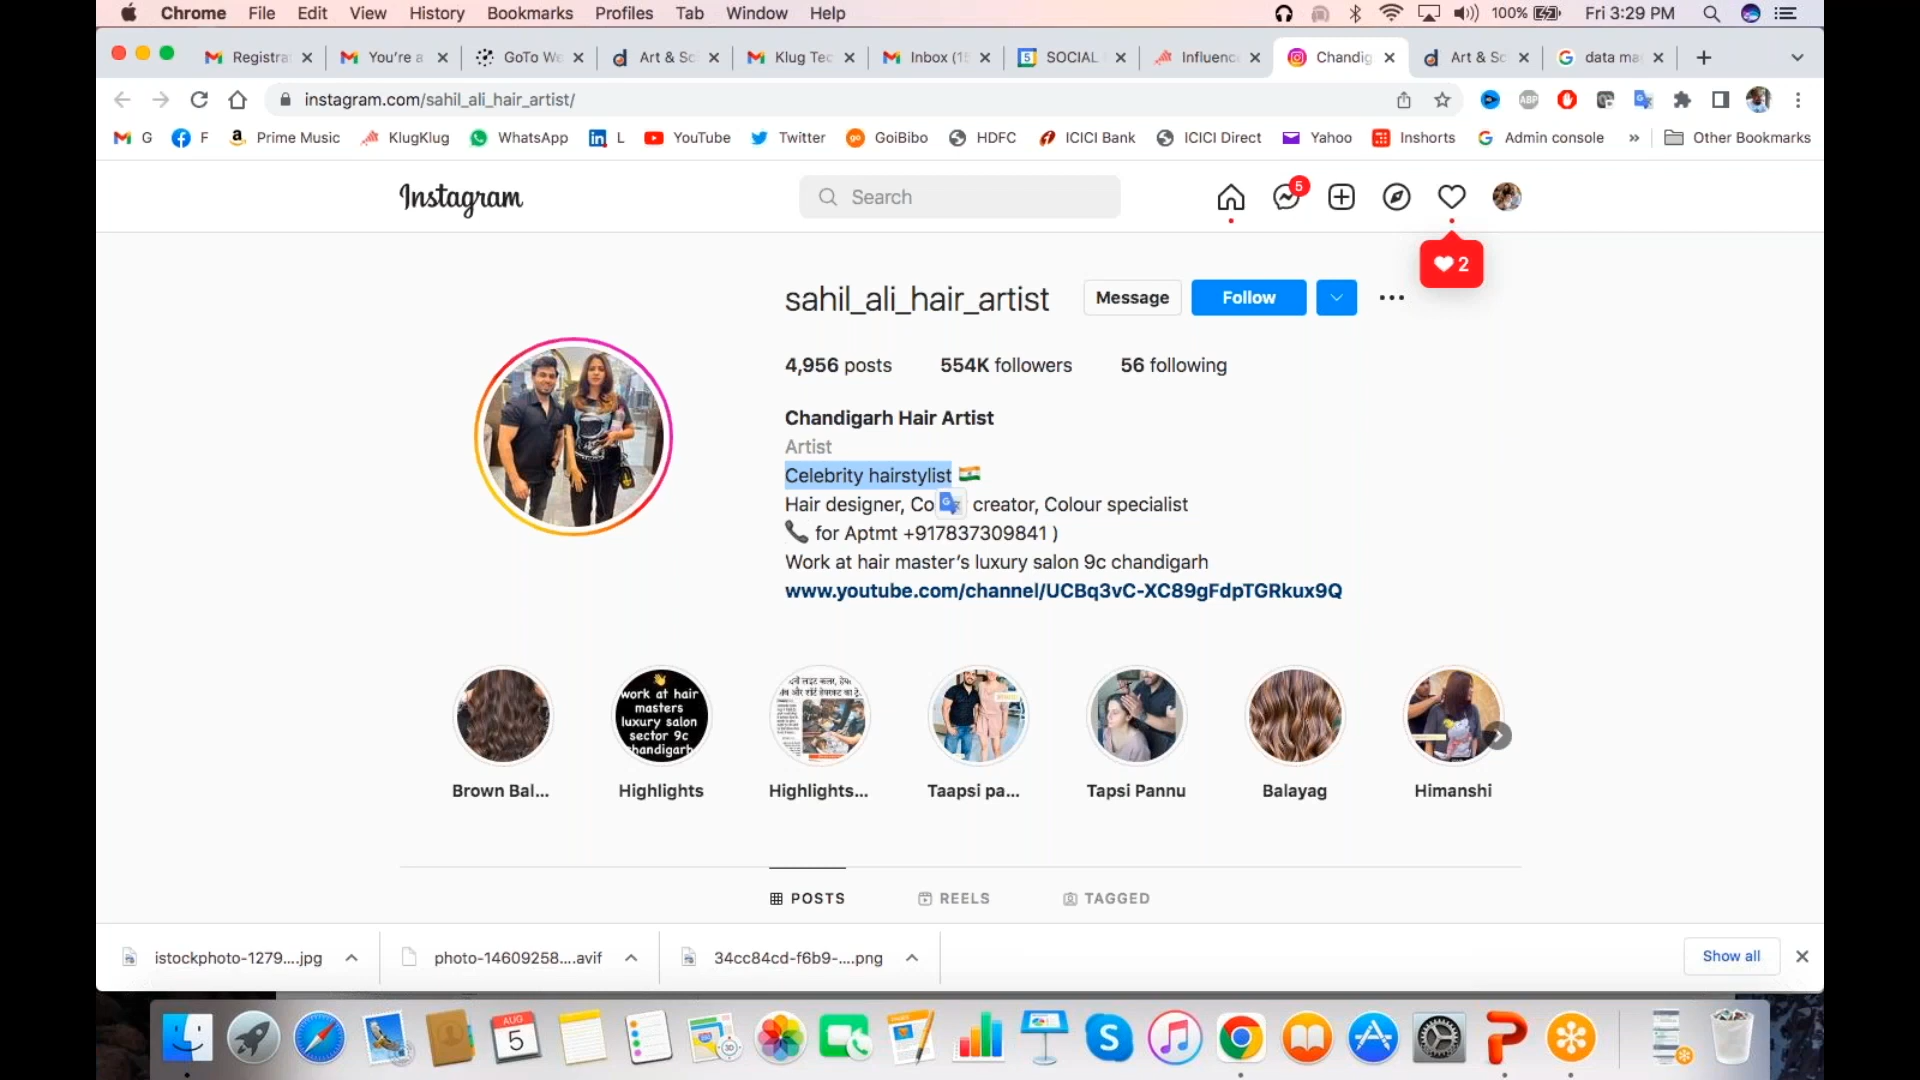 Chrome File Edit View History Bookmarks Profiles Tab Window Help 100% Fri 3:29 PM
Registra You're a GoTo We Art & Sc Klug Tec Inbox (1 SOCIAL Influence Chandig Art & Sc data ma
instagram.com/sahil_ali_hair_artist/
G F Prime Music KlugKlug WhatsApp L YouTube Twitter GoiBibo HDFC ICICI Bank ICICI Direct Yahoo Inshorts Admin console » Other Bookmarks
Instagram Search 5
2
sahil_ali_hair_artist Message Follow
4,956 posts 554K followers 56 following
Chandigarh Hair Artist
Artist
Celebrity hairstylist 🇮🇳
Hair designer, Co creator, Colour specialist
📞 for Aptmt +917837309841 )
Work at hair master's luxury salon 9c chandigarh
www.youtube.com/channel/UCBq3vC-XC89gFdpTGRkux9Q
work at hair
masters
luxury salon
sector 9c
chandigarh
Brown Bal... Highlights Highlights... Taapsi pa... Tapsi Pannu Balayag Himanshi
POSTS REELS TAGGED
istockphoto-1279....jpg photo-14609258....avif 34cc84cd-f6b9-....png Show all
AUG
5